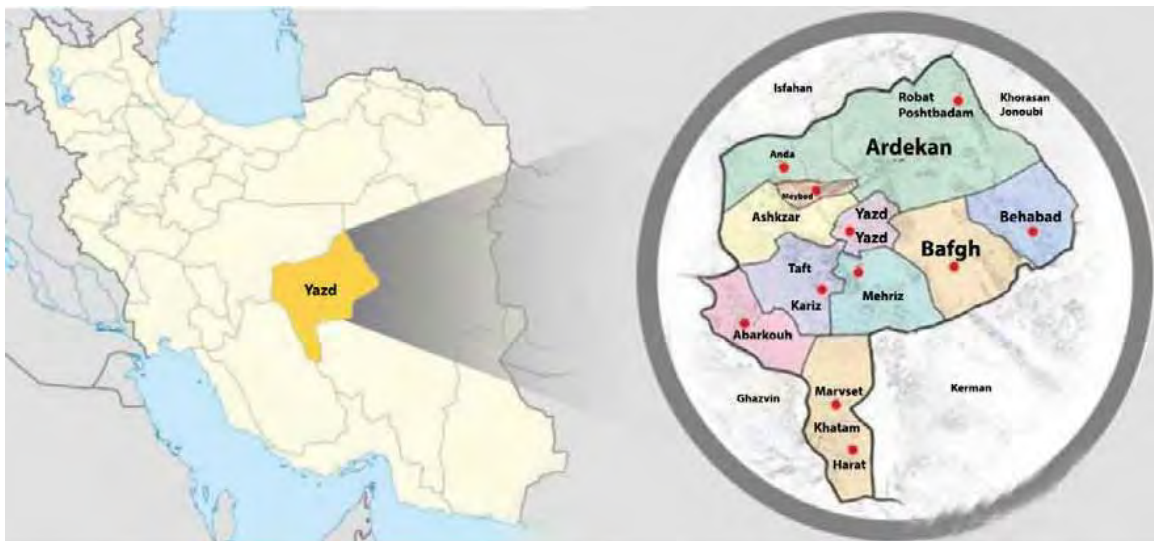 Yazd
Isfahan
Khorasan
Jonoubi
Robat
Poshtbadam
Ardekan
Anda
Meybod
Ashkzar
Yazd
Yazd
Behabad
Bafgh
Taft
Kariz
Mehriz
Abarkouh
Ghazvin
Marvset
Kerman
Khatam
Harat